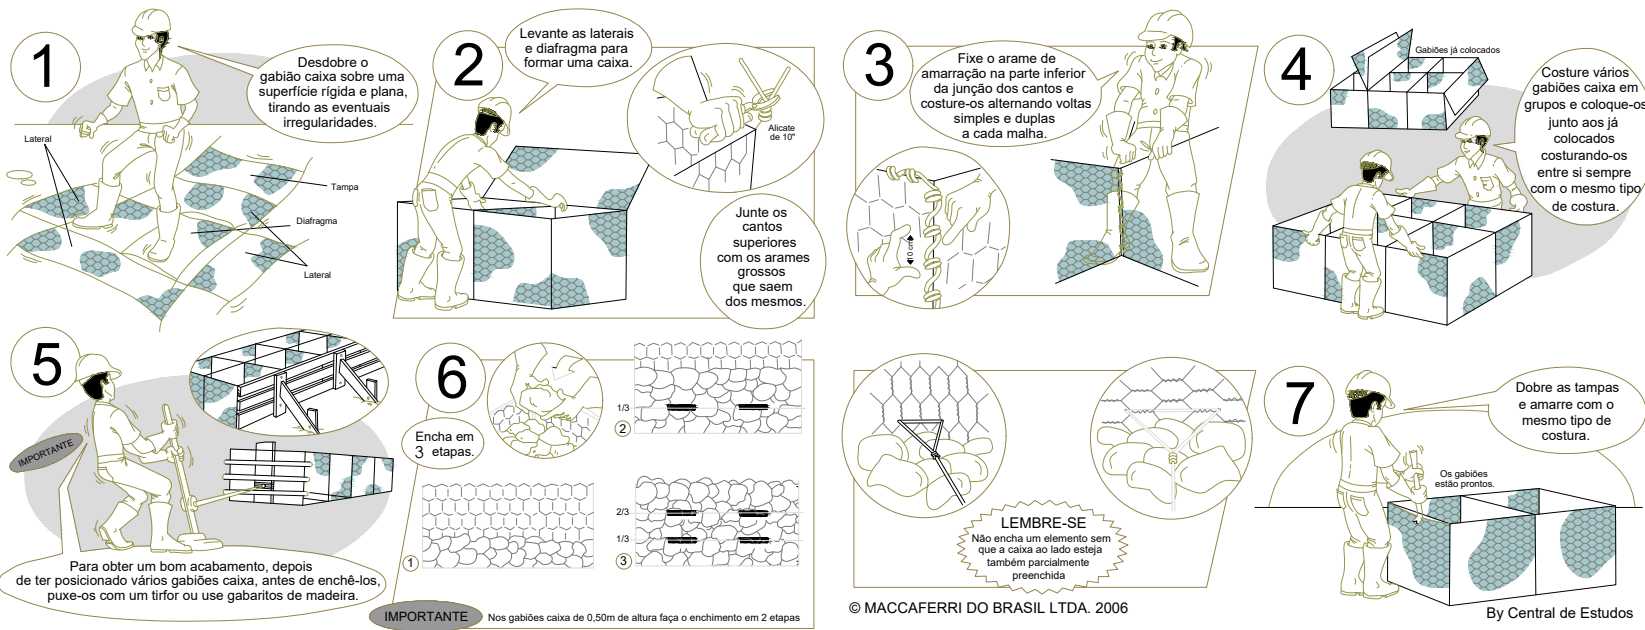 1
Desdobre o
gabião caixa sobre uma
superfície rígida e plana,
tirando as eventuais
irregularidades.
Lateral
Tampa
Diafragma
Lateral
2
Levante as laterais
e diafragma para
formar uma caixa.
Alicate
de 10"
Junte os
cantos
superiores
com os arames
grossos
que saem
dos mesmos.
3
Fixe o arame de
amarração na parte inferior
da junção dos cantos e
costure-os alternando voltas
simples e duplas
a cada malha.
10 cm
4
Gabiões já colocados
Costure vários
gabiões caixa em
grupos e coloque-os
junto aos já
colocados
costurando-os
entre si sempre
com o mesmo tipo
de costura.
5
IMPORTANTE
Para obter um bom acabamento, depois
de ter posicionado vários gabiões caixa, antes de enchê-los,
puxe-os com um tirfor ou use gabaritos de madeira.
6
Encha em
3 etapas.
1
1/3
2
2/3
1/3
3
IMPORTANTE Nos gabiões caixa de 0,50m de altura faça o enchimento em 2 etapas
LEMBRE-SE
Não encha um elemento sem
que a caixa ao lado esteja
também parcialmente
preenchida
© MACCAFERRI DO BRASIL LTDA. 2006
7
Dobre as tampas
e amarre com o
mesmo tipo de
costura.
Os gabiões
estão prontos.
By Central de Estudos